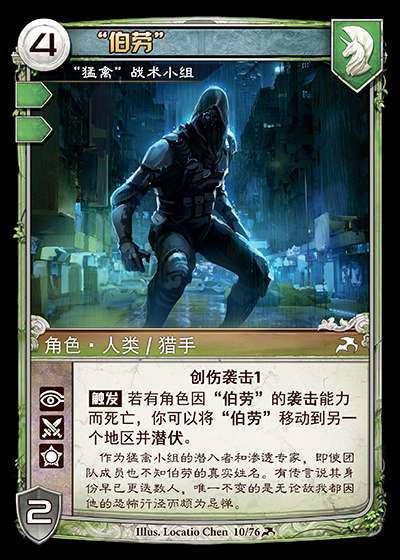 4
“伯劳”
“猛禽”战术小组
角色·人类/猎手
创伤袭击1
触发 若有角色因“伯劳”的袭击能力
而死亡，你可以将“伯劳”移动到另一
个地区并潜伏。
作为猛禽小组的潜入者和渗透专家，即使团
队成员也不知伯劳的真实姓名。有传言说其身
份早已更迭数人，唯一不变的是无论敌我都因
他的恐怖行径而颇为忌惮。
2
Illus. Locatio Chen 10/76